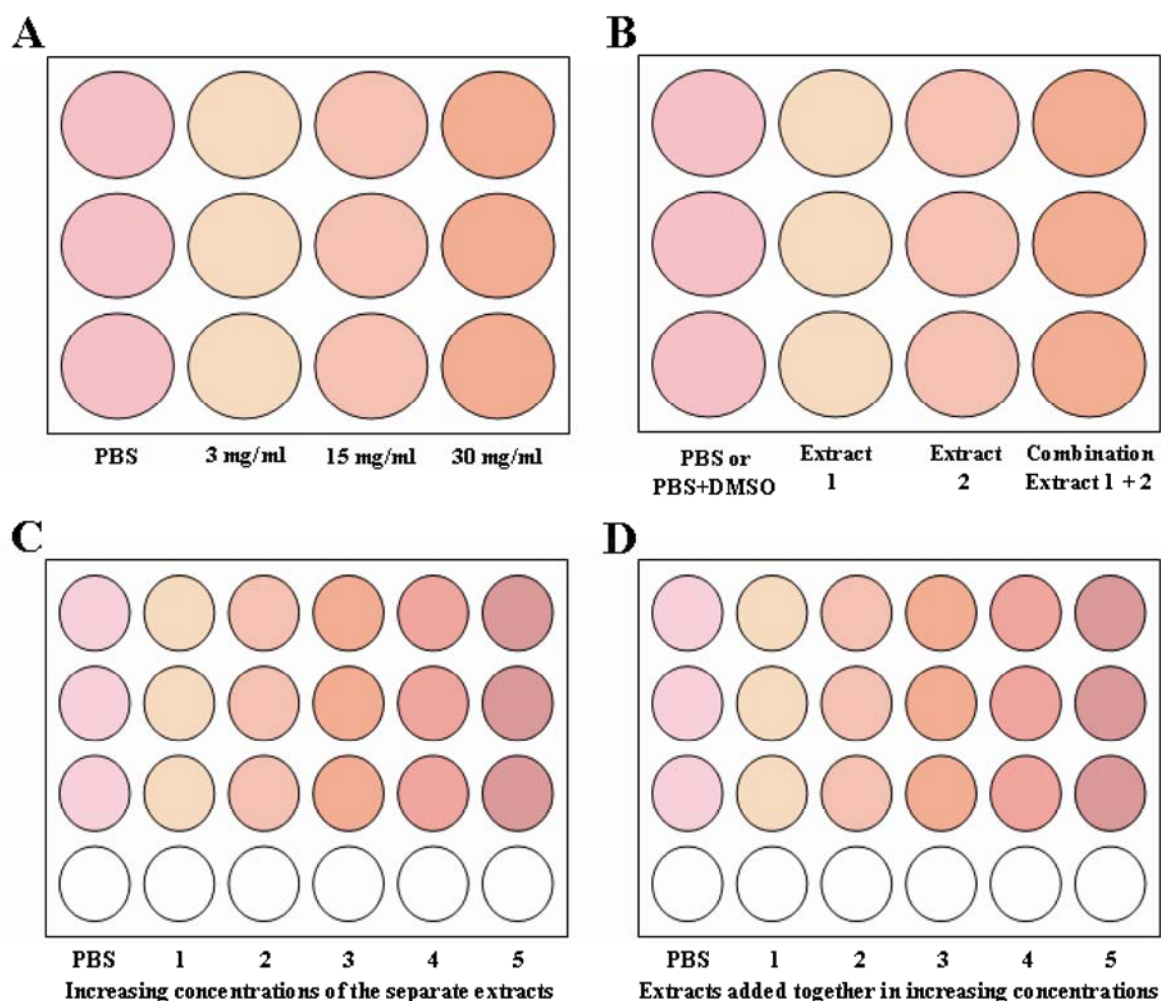 A
B
PBS 3 mg/ml 15 mg/ml 30 mg/ml
PBS or Extract Extract Combination
PBS+DMSO 1 2 Extract 1 + 2
C
D
PBS 1 2 3 4 5
Increasing concentrations of the separate extracts
PBS 1 2 3 4 5
Extracts added together in increasing concentrations